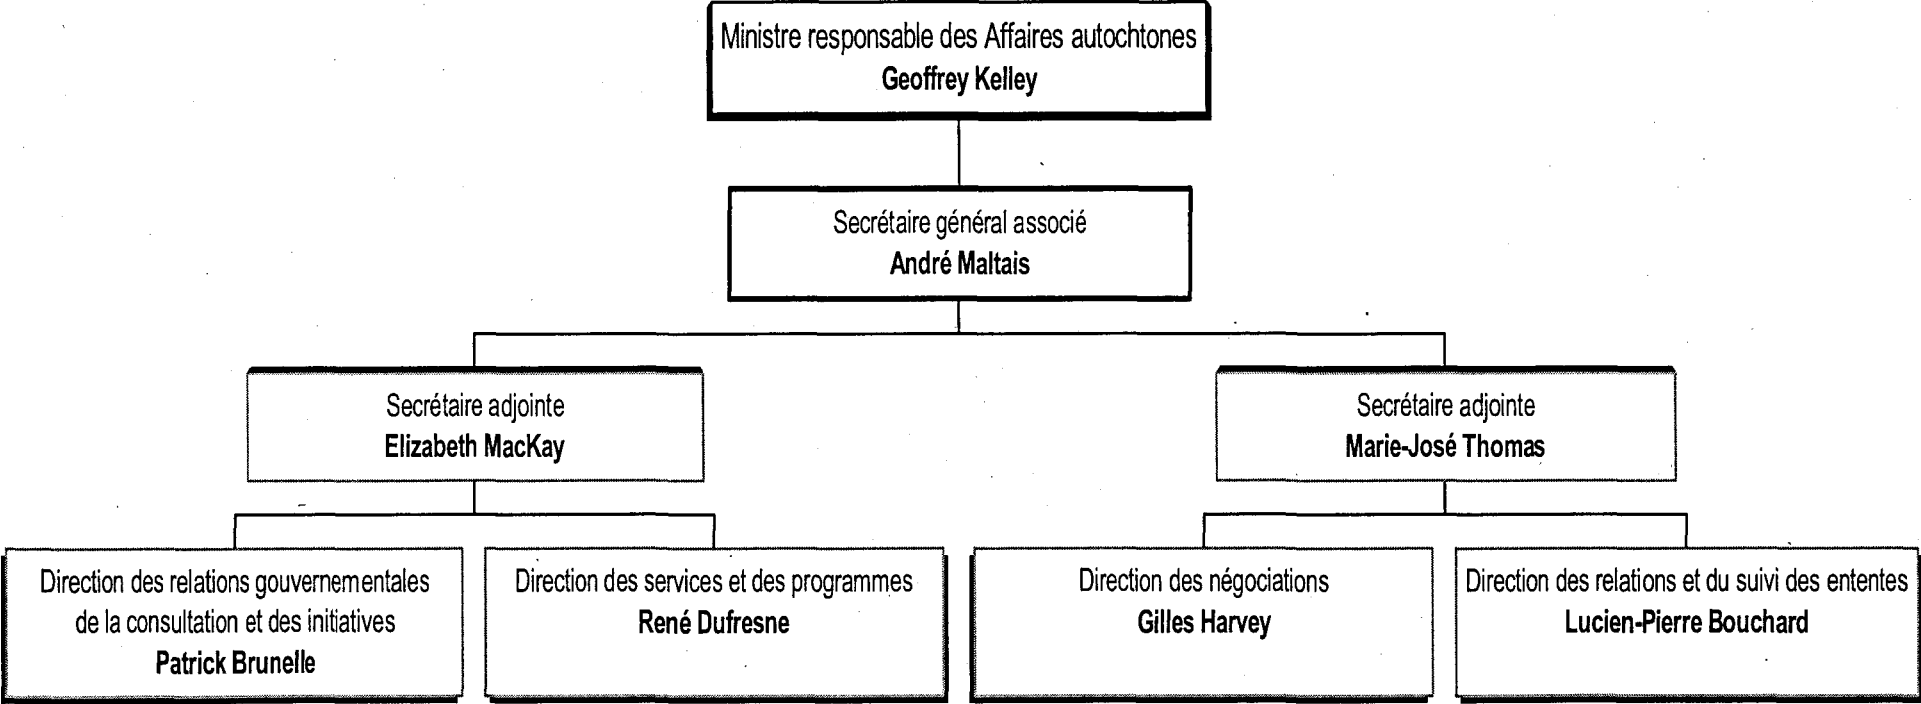 Ministre responsable des Affaires autochtones
Geoffrey Kelley
Secrétaire général associé
André Maltais
Secrétaire adjointe
Elizabeth MacKay
Secrétaire adjointe
Marie-José Thomas
Direction des relations gouvernementales
de la consultation et des initiatives
Patrick Brunelle
Direction des services et des programmes
René Dufresne
Direction des négociations
Gilles Harvey
Direction des relations et du suivi des ententes
Lucien-Pierre Bouchard